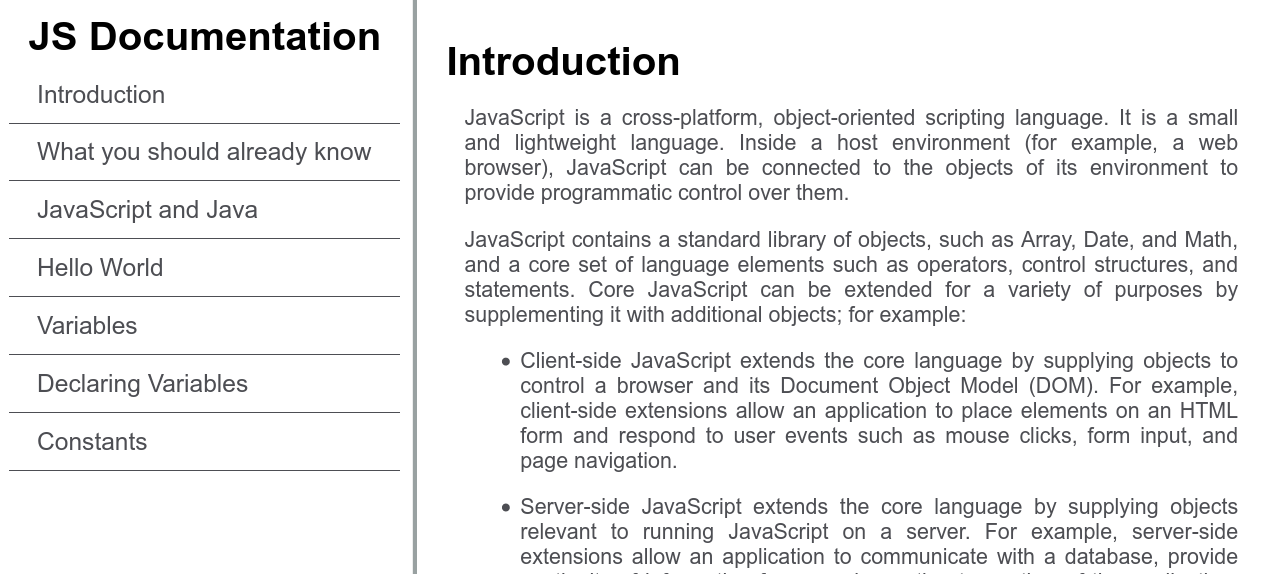 JS Documentation
Introduction
What you should already know
JavaScript and Java
Hello World
Variables
Declaring Variables
Constants
Introduction
JavaScript is a cross-platform, object-oriented scripting language. It is a small
and lightweight language. Inside a host environment (for example, a web
browser), JavaScript can be connected to the objects of its environment to
provide programmatic control over them.
JavaScript contains a standard library of objects, such as Array, Date, and Math,
and a core set of language elements such as operators, control structures, and
statements. Core JavaScript can be extended for a variety of purposes by
supplementing it with additional objects; for example:
• Client-side JavaScript extends the core language by supplying objects to
control a browser and its Document Object Model (DOM). For example,
client-side extensions allow an application to place elements on an HTML
form and respond to user events such as mouse clicks, form input, and
page navigation.
• Server-side JavaScript extends the core language by supplying objects
relevant to running JavaScript on a server. For example, server-side
extensions allow an application to communicate with a database, provide